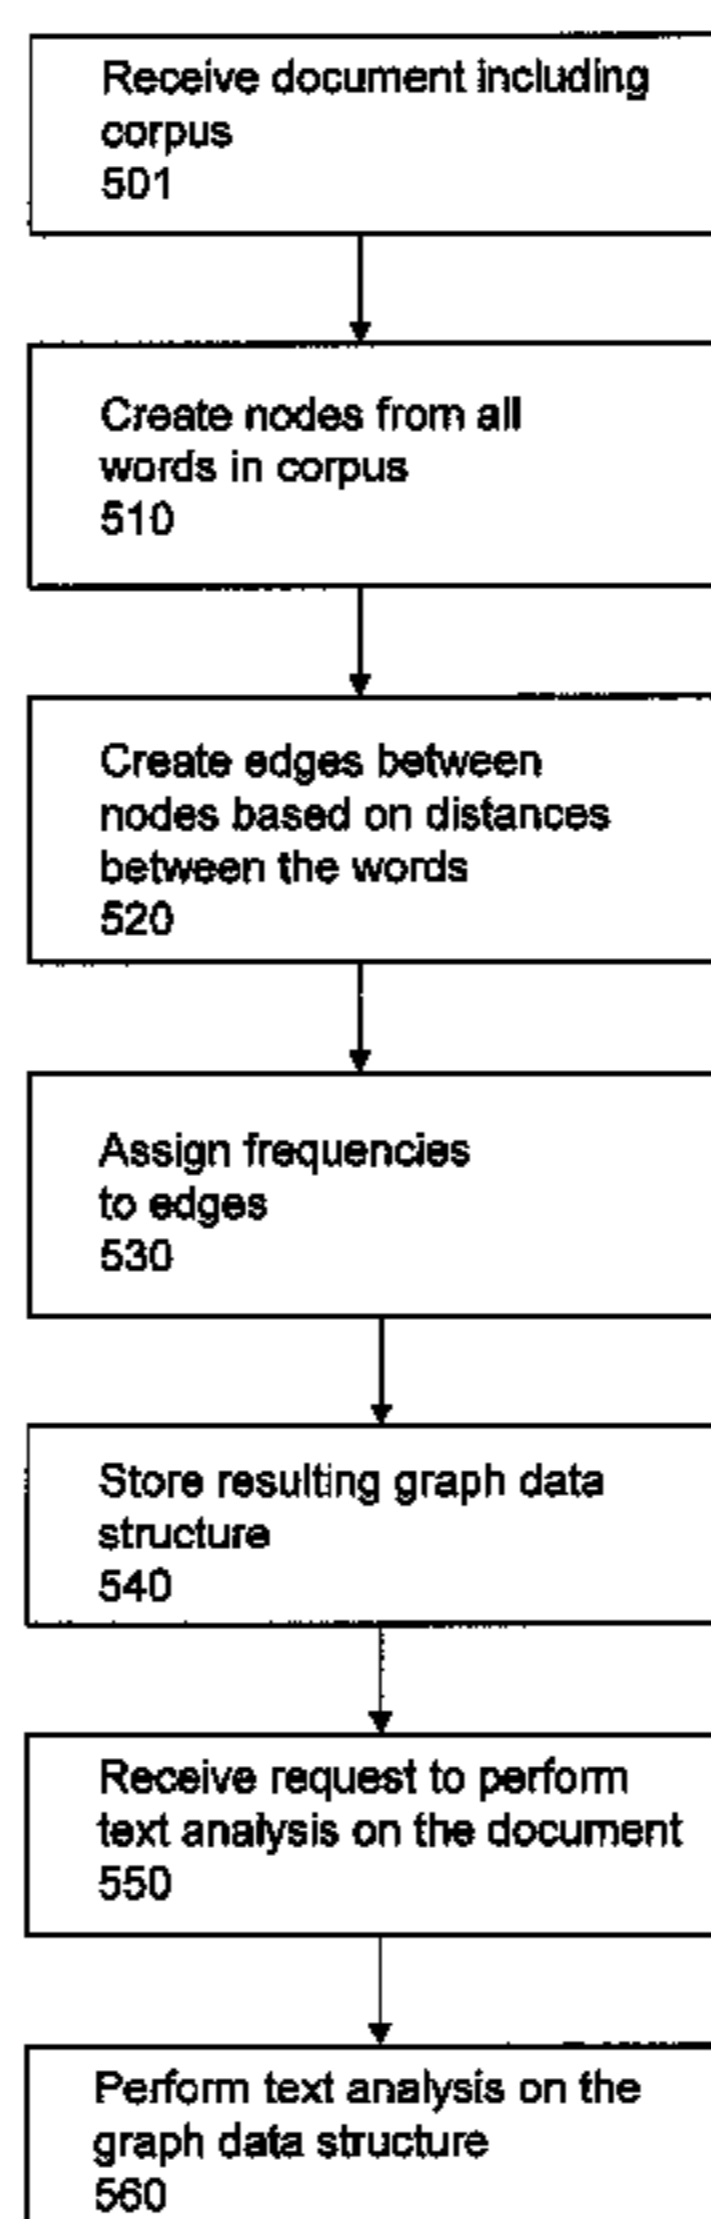 Receive document including
corpus
501
Create nodes from all
words in corpus
510
Create edges between
nodes based on distances
between the words
520
Assign frequencies
to edges
530
Store resulting graph data
structure
540
Receive request to perform
text analysis on the document
550
Perform text analysis on the
graph data structure
560